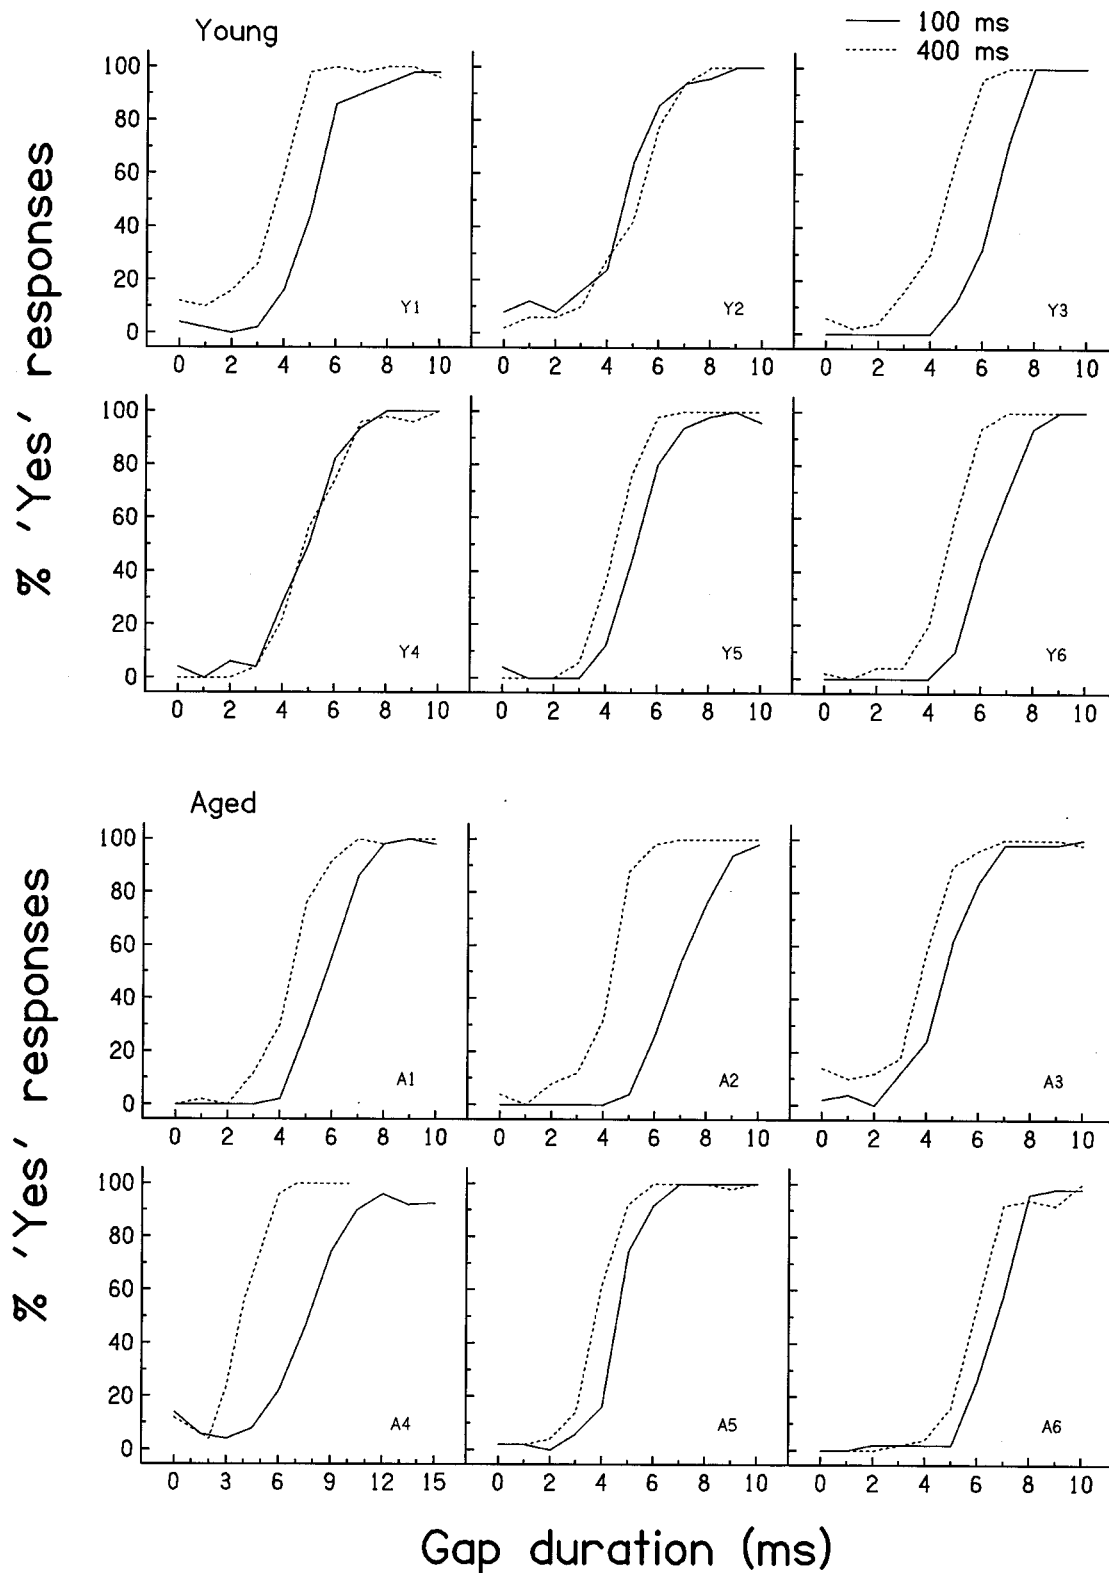 Young
100 ms
400 ms
% 'Yes' responses
100
80
60
40
20
0
Y1
Y2
Y3
0 2 4 6 8 10
0 2 4 6 8 10
0 2 4 6 8 10
100
80
60
40
20
0
Y4
Y5
Y6
0 2 4 6 8 10
0 2 4 6 8 10
0 2 4 6 8 10
Aged
% 'Yes' responses
100
80
60
40
20
0
A1
A2
A3
0 2 4 6 8 10
0 2 4 6 8 10
0 2 4 6 8 10
100
80
60
40
20
0
A4
A5
A6
0 3 6 9 12 15
0 2 4 6 8 10
0 2 4 6 8 10
Gap duration (ms)